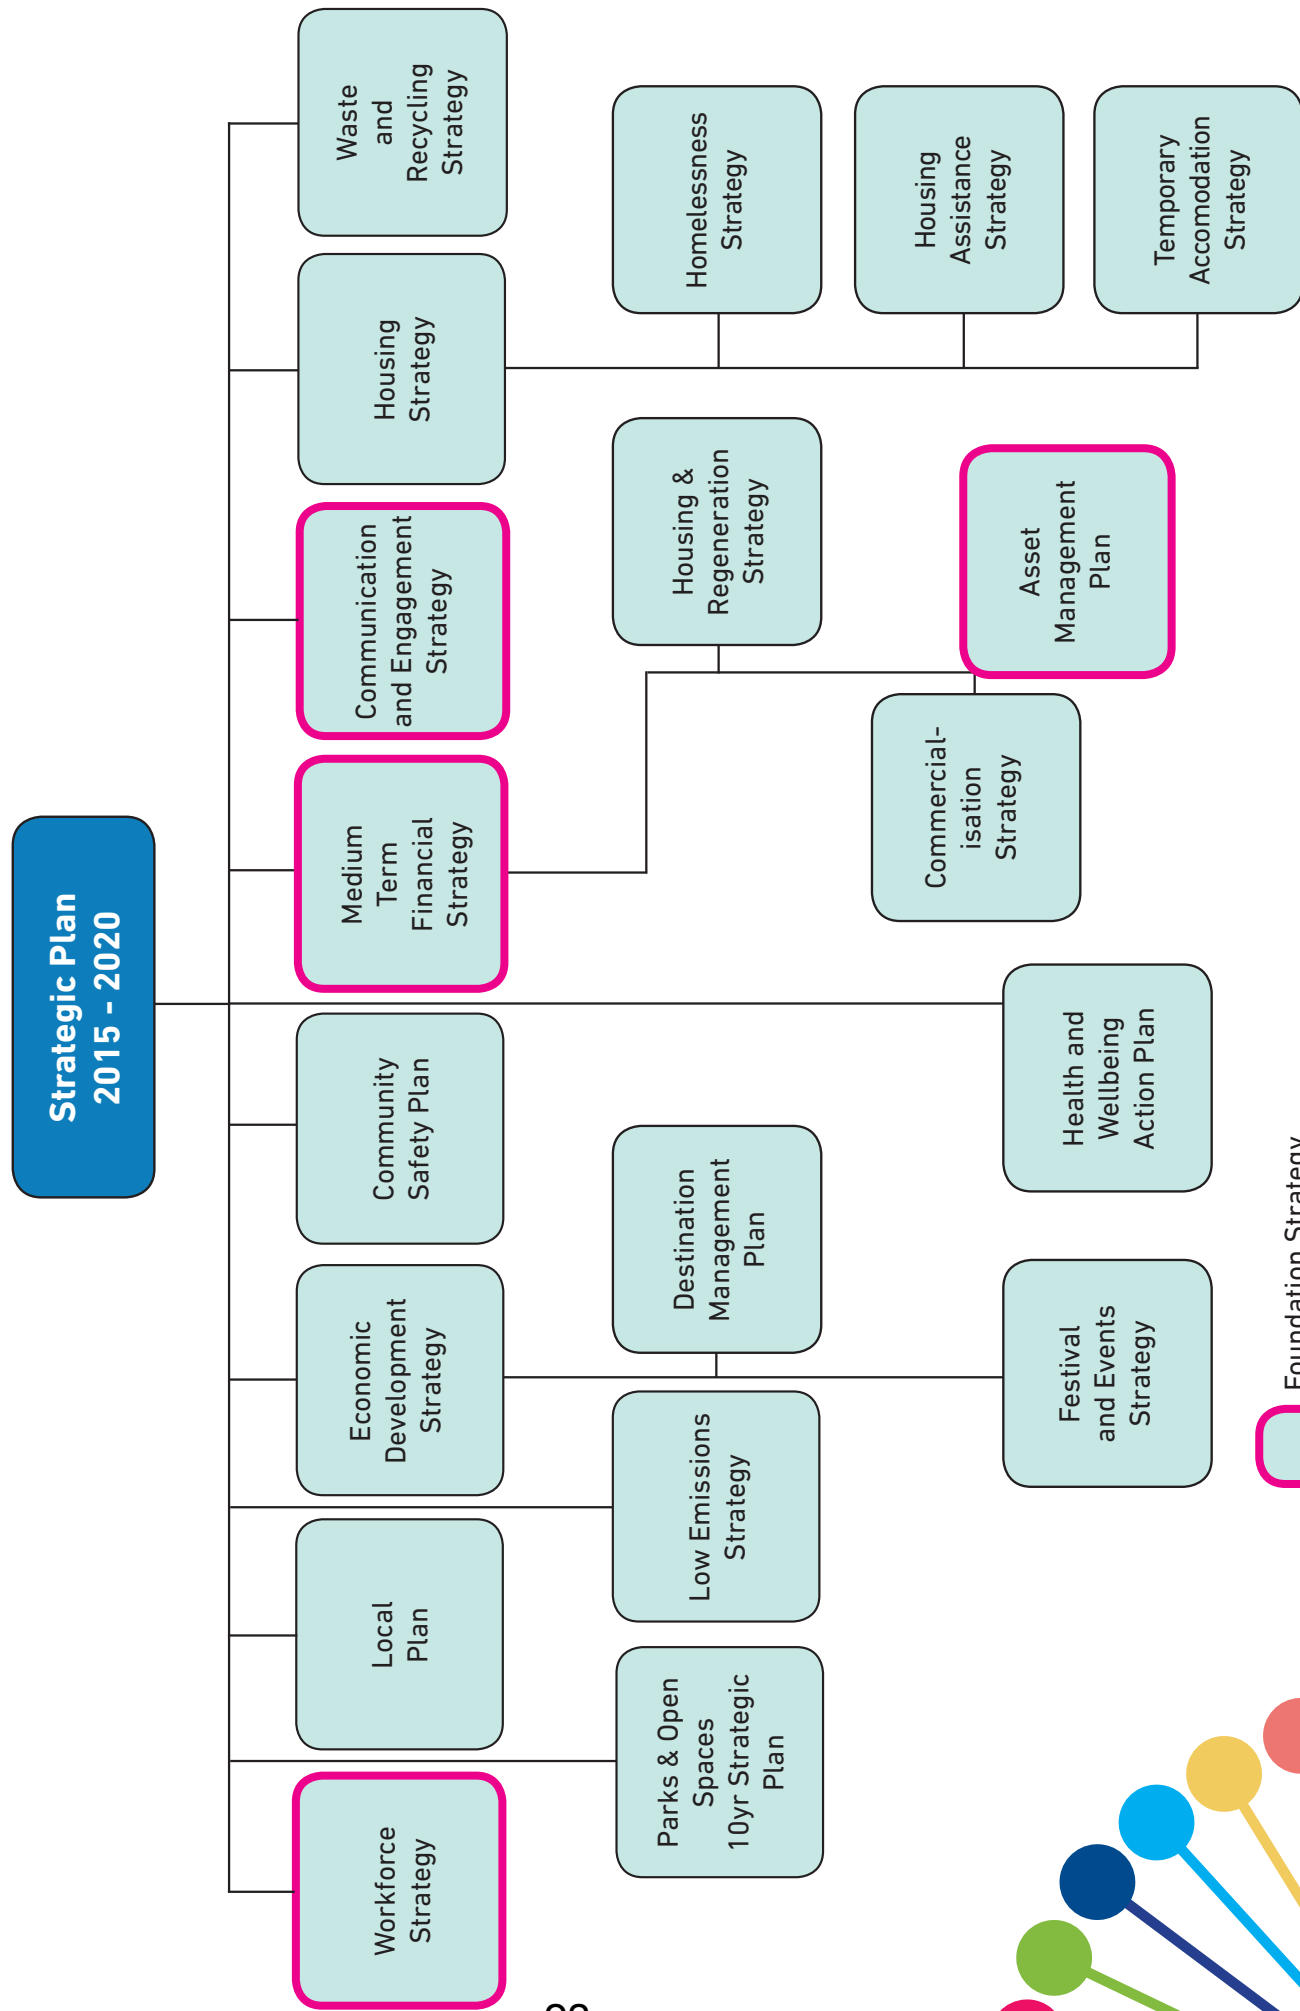 Strategic Plan
2015 - 2020
Workforce
Strategy
Local
Plan
Economic
Development
Strategy
Community
Safety Plan
Medium
Term
Financial
Strategy
Communication
and Engagement
Strategy
Housing
Strategy
Waste
and
Recycling
Strategy
Parks & Open
Spaces
10yr Strategic
Plan
Low Emissions
Strategy
Destination
Management
Plan
Housing &
Regeneration
Strategy
Homelessness
Strategy
Commercial-
isation
Strategy
Housing
Assistance
Strategy
Festival
and Events
Strategy
Health and
Wellbeing
Action Plan
Asset
Management
Plan
Temporary
Accomodation
Strategy
Foundation Strategy